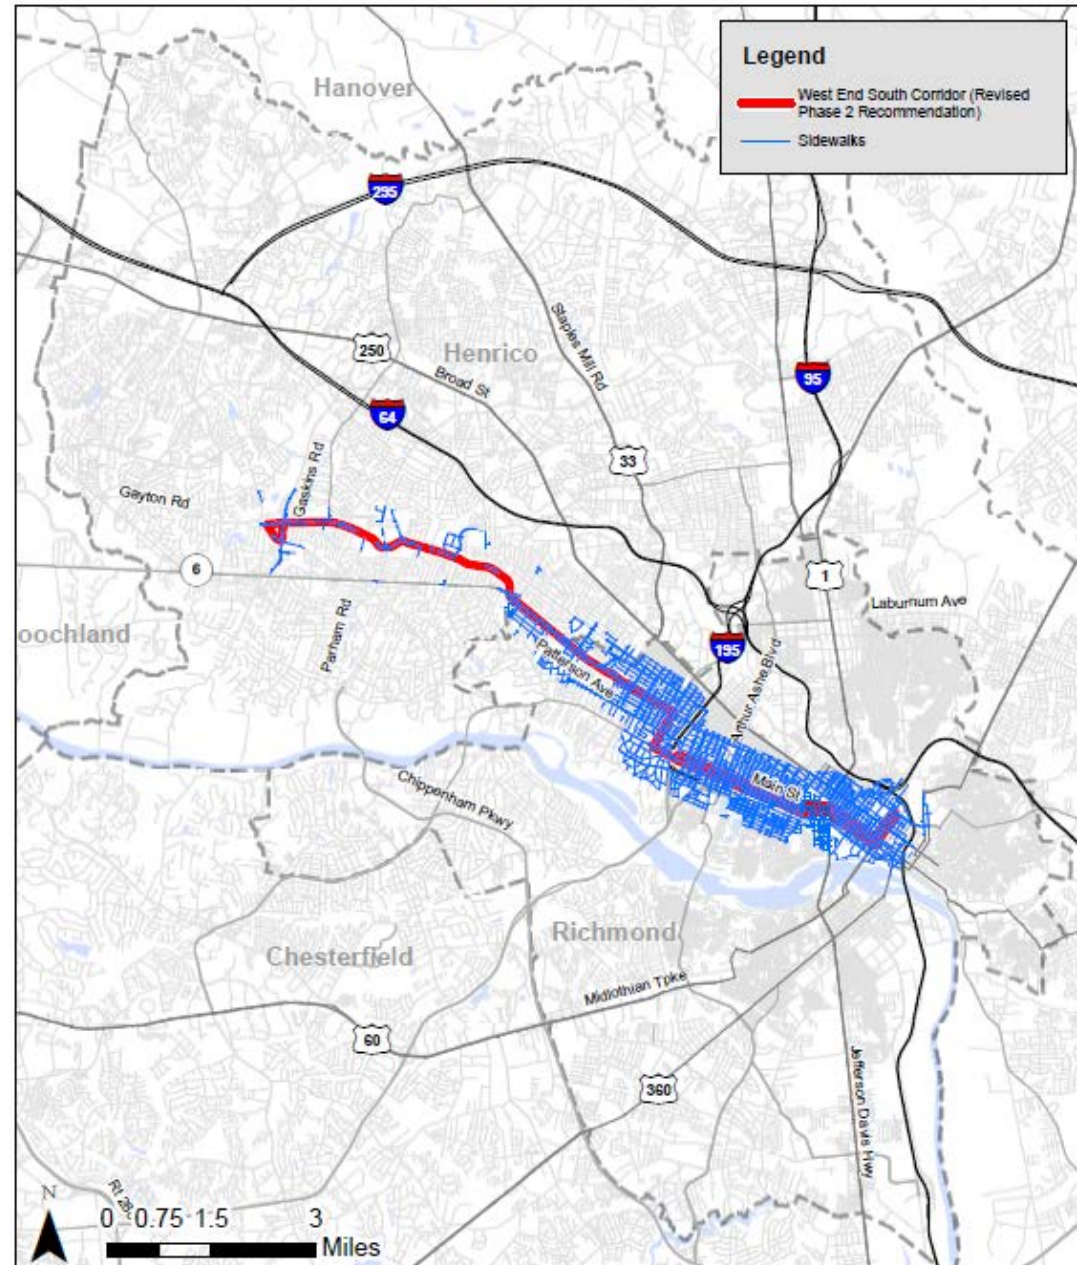 Legend
West End South Corridor (Revised
Phase 2 Recommendation)
Sidewalks
Hanover
295
250
Henrico
Broad St
Staples Mill Rd
95
64
33
Gaskins Rd
Gayton Rd
6
1
Laburnum Ave
oochland
Parham Rd
Patterson Ave
195
Arthur Ashe Blvd
Main St
Chippenham Pkwy
Richmond
Chesterfield
Midlothian Tpke
60
360
Jefferson Davis Hwy
N
0 0.75 1.5 3
Miles